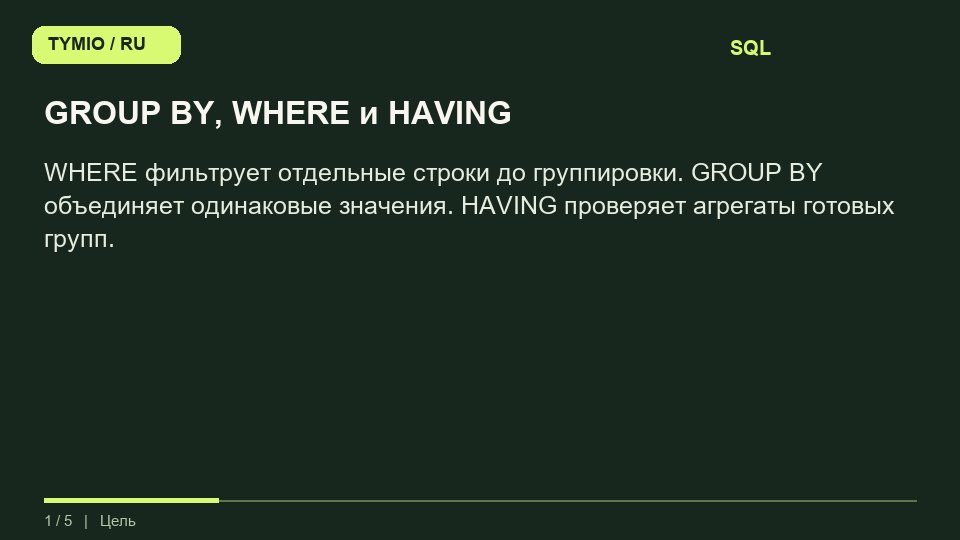 TYMIO / RU
SQL
GROUP BY, WHERE и HAVING
WHERE фильтрует отдельные строки до группировки. GROUP BY
объединяет одинаковые значения. HAVING проверяет агрегаты готовых
групп.
1 / 5 | Цель